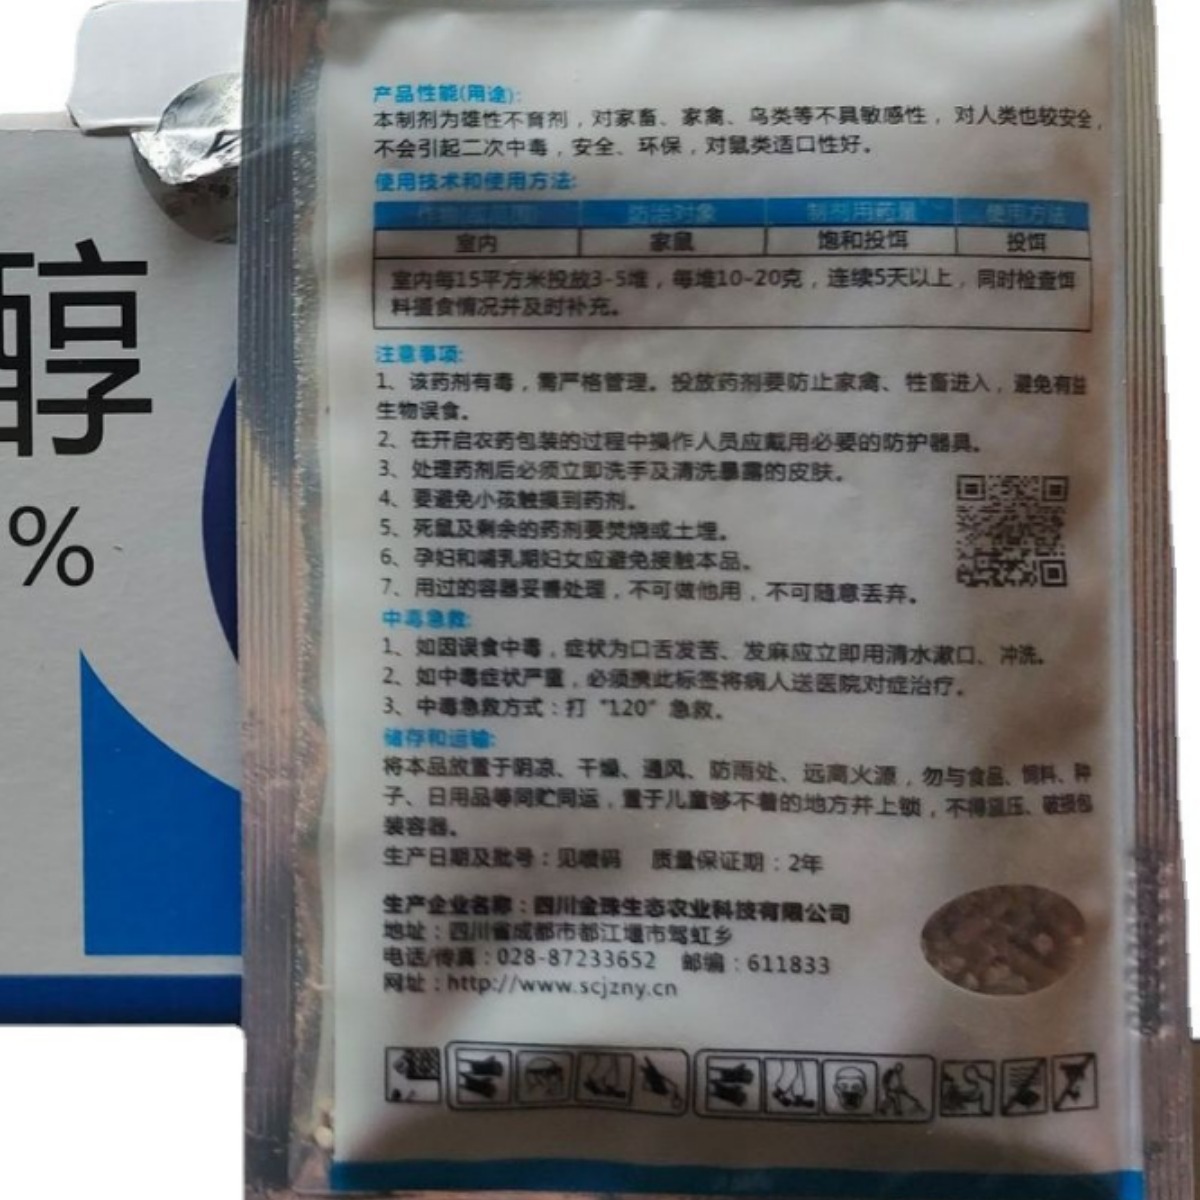 醇
%
产品性能(用途):
本制剂为雄性不育剂，对家畜、家禽、鸟类等不具敏感性，对人类也较安全，
不会引起二次中毒，安全、环保，对鼠类适口性好。
使用技术和使用方法:
作物(或范围) 防治对象 制剂用药量 使用方法
室内 家鼠 饱和投饵 投饵
室内每15平方米投放3-5堆，每堆10-20克，连续5天以上，同时检查饵
料摄食情况并及时补充。
注意事项:
1、该药剂有毒，需严格管理。投放药剂要防止家禽、牲畜进入，避免有益
生物误食。
2、在开启农药包装的过程中操作人员应戴用必要的防护器具。
3、处理药剂后必须立即洗手及清洗暴露的皮肤。
4、要避免小孩触摸到药剂。
5、死鼠及剩余的药剂要焚烧或土埋。
6、孕妇和哺乳期妇女应避免接触本品。
7、用过的容器妥善处理，不可做他用，不可随意丢弃。
中毒急救:
1、如因误食中毒，症状为口舌发苦、发麻应立即用清水漱口、冲洗。
2、如中毒症状严重，必须携此标签将病人送医院对症治疗。
3、中毒急救方式：打“120”急救。
储存和运输:
将本品放置于阴凉、干燥、通风、防雨处、远离火源，勿与食品、饲料、种
子、日用品等同贮同运，置于儿童够不着的地方并上锁，不得重压、破损包
装容器。
生产日期及批号：见喷码 质量保证期：2年
生产企业名称：四川金珠生态农业科技有限公司
地址：四川省成都市都江堰市驾虹乡
电话/传真：028-87233652 邮编：611833
网址：http://www.scjzny.cn